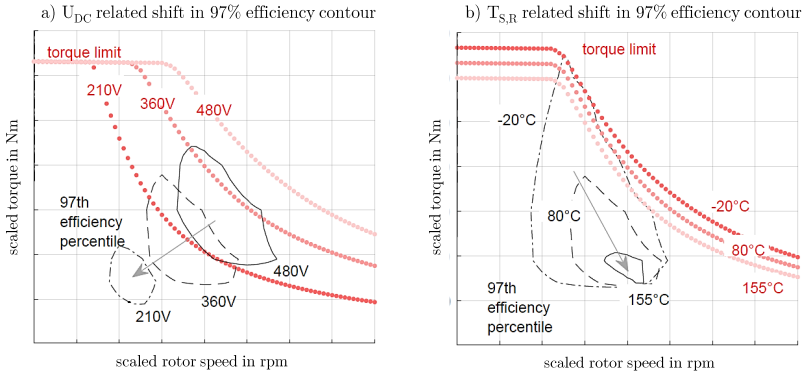 a) U_DC related shift in 97% efficiency contour
torque limit
210V
360V
480V
97th
efficiency
percentile
480V
360V
210V
scaled torque in Nm
scaled rotor speed in rpm
b) T_S,R related shift in 97% efficiency contour
torque limit
-20°C
-20°C
80°C
80°C
155°C
155°C
97th
efficiency
percentile
scaled torque in Nm
scaled rotor speed in rpm